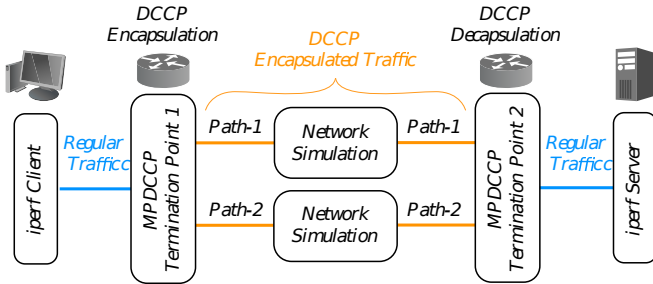 DCCP
Encapsulation
DCCP
Encapsulated Traffic
DCCP
Decapsulation
iperf Client
Regular
Trafficc
MPDCCP
Termination Point 1
Path-1
Network
Simulation
Path-1
Path-2
Network
Simulation
Path-2
MPDCCP
Termination Point 2
Regular
Trafficc
iperf Server